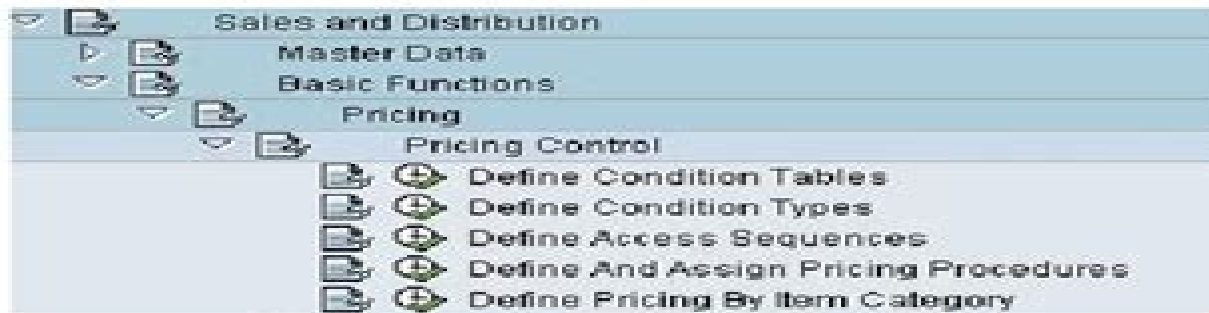 Sales and Distribution
Master Data
Basic Functions
Pricing
Pricing Control
Define Condition Tables
Define Condition Types
Define Access Sequences
Define And Assign Pricing Procedures
Define Pricing By Item Category